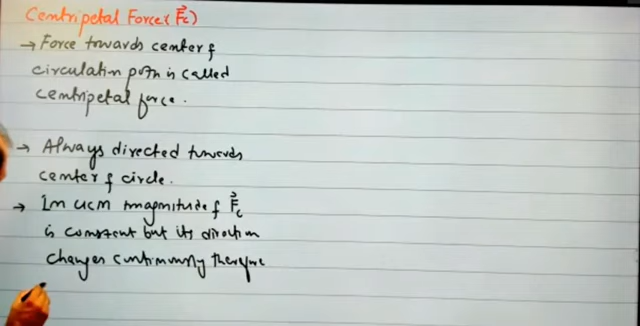 Centripetal Force (F⃗c)
→ Force towards center of
circulation path is called
centripetal force.
→ Always directed towards
center of circle.
→ In UCM magnitude of F⃗c
is constant but its direction
changes continuously therefore